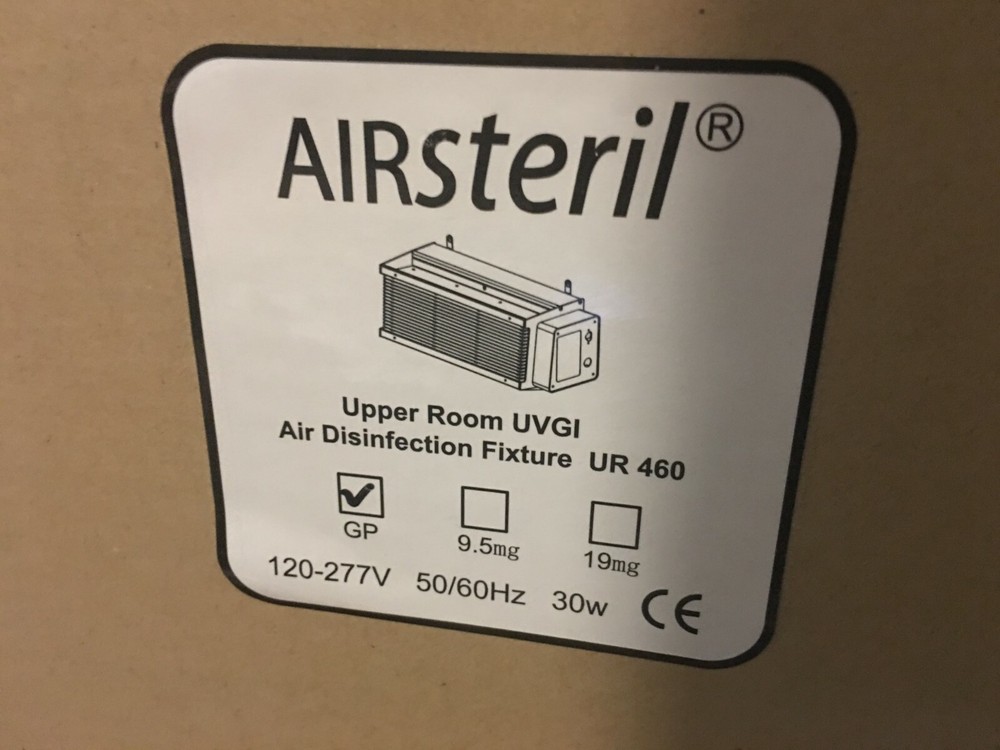 AIRsteril®
Upper Room UVGI
Air Disinfection Fixture UR 460
GP 9.5mg 19mg
120-277V 50/60Hz 30w CE